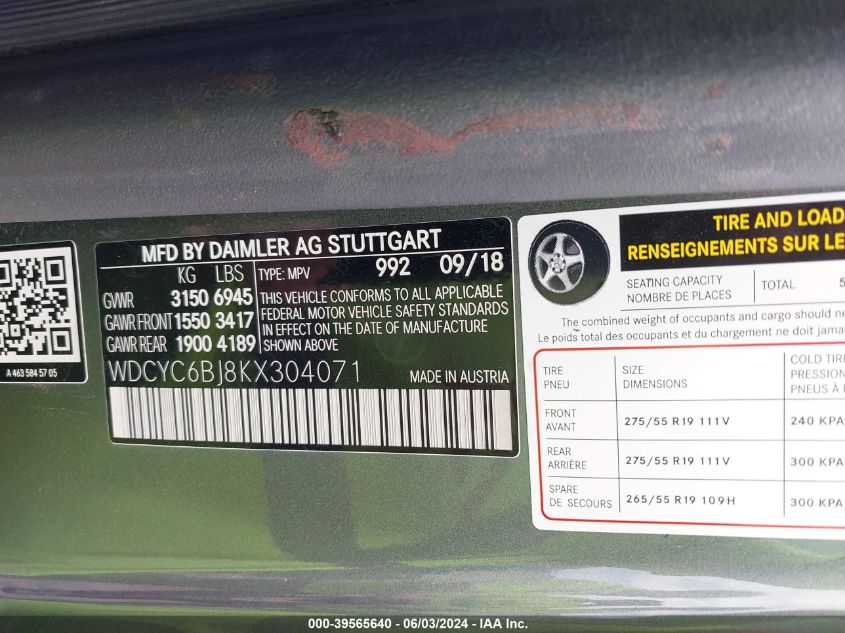 MFD BY DAIMLER AG STUTTGART
KG LBS TYPE: MPV 992 09/18
GVWR 3150 6945
GAWR FRONT 1550 3417
GAWR REAR 1900 4189
THIS VEHICLE CONFORMS TO ALL APPLICABLE
FEDERAL MOTOR VEHICLE SAFETY STANDARDS
IN EFFECT ON THE DATE OF MANUFACTURE
SHOWN ABOVE
WDCYC6BJ8KX304071 MADE IN AUSTRIA
A 463 584 57 05
TIRE AND LOAD
RENSEIGNEMENTS SUR LE
SEATING CAPACITY
NOMBRE DE PLACES
TOTAL 5
The combined weight of occupants and cargo should ne
Le poids total des occupants et du chargement ne doit jama
TIRE
PNEU
SIZE
DIMENSIONS
COLD TIRE
PRESSION
PNEUS À
FRONT
AVANT
275/55 R19 111V
240 KPA,
REAR
ARRIÈRE
275/55 R19 111V
300 KPA,
SPARE
DE SECOURS
265/55 R19 109H
300 KPA,
000-39565640 - 06/03/2024 - IAA Inc.